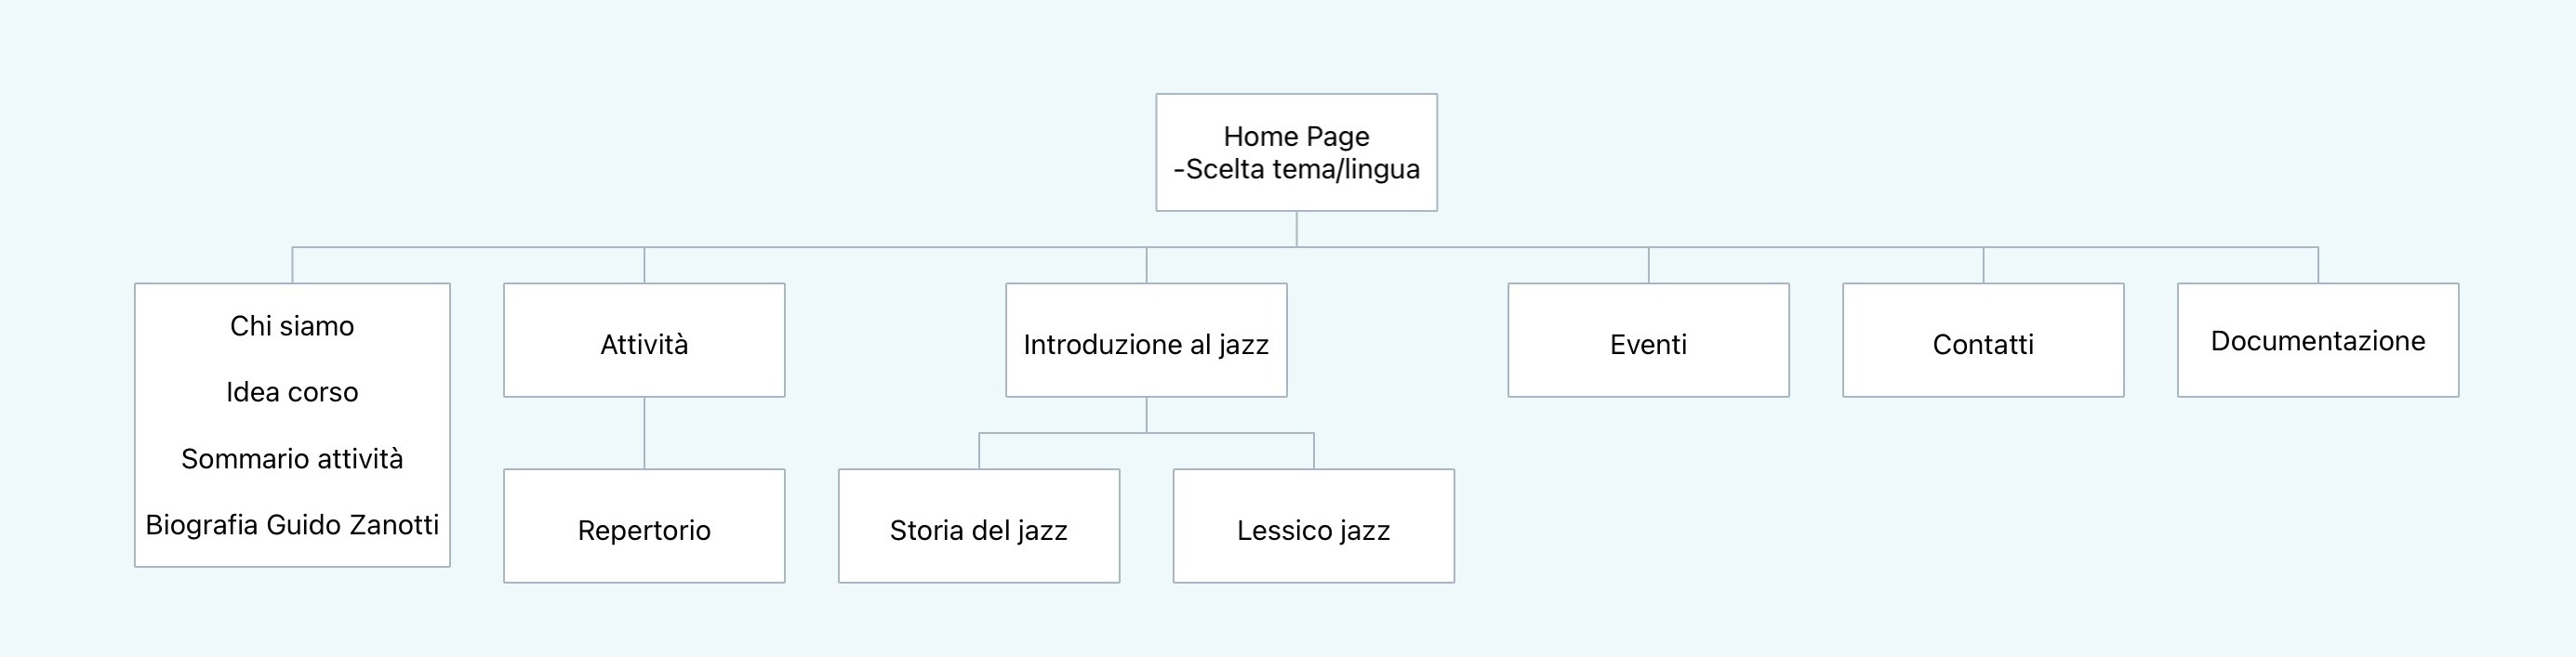 Home Page
-Scelta tema/lingua
Chi siamo
Idea corso
Sommario attività
Biografia Guido Zanotti
Attività
Introduzione al jazz
Eventi
Contatti
Documentazione
Repertorio
Storia del jazz
Lessico jazz